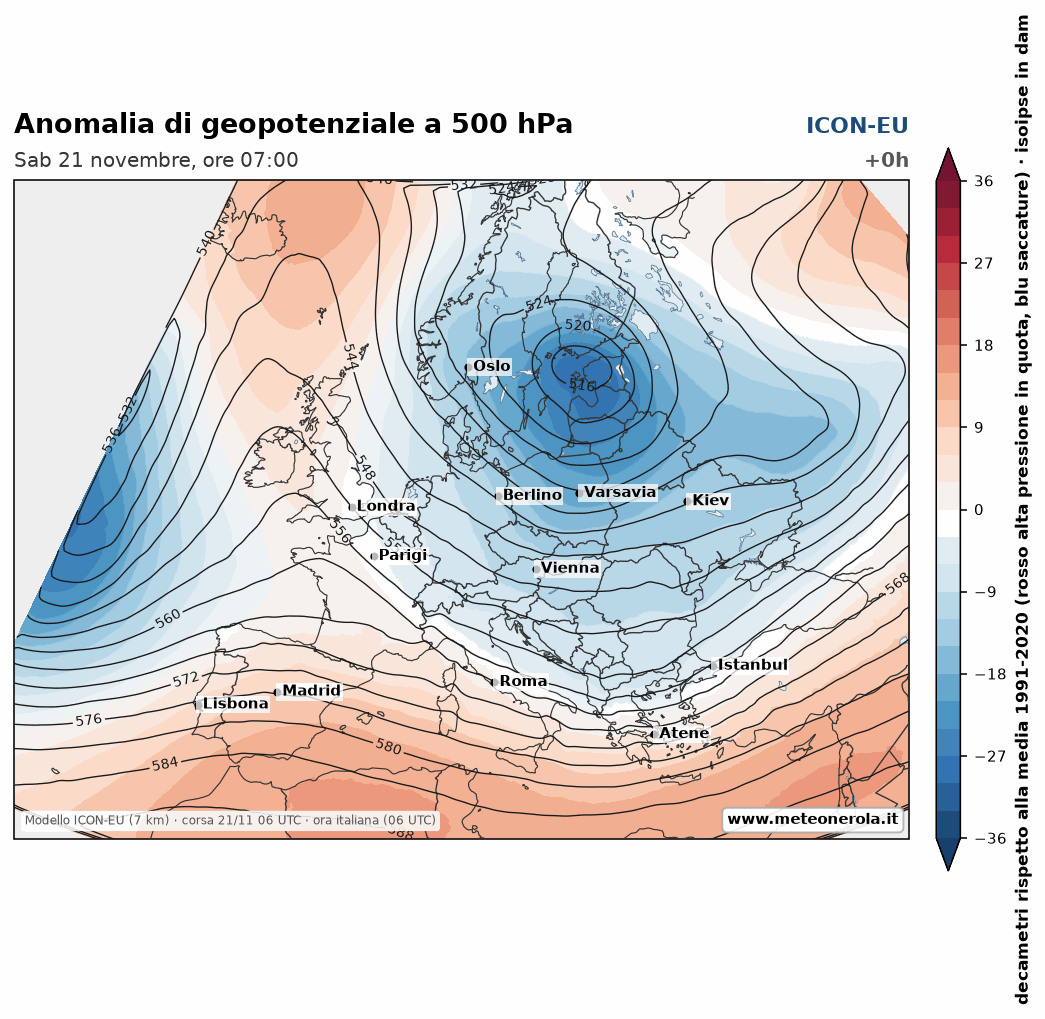 Anomalia di geopotenziale a 500 hPa
ICON-EU
Sab 21 novembre, ore 07:00
+0h
540
532
524
540
524
520
516
544
532
536
548
556
560
568
572
576
580
584
588
Oslo
Berlino
Varsavia
Kiev
Londra
Parigi
Vienna
Istanbul
Roma
Madrid
Lisbona
Atene
Modello ICON-EU (7 km) · corsa 21/11 06 UTC · ora italiana (06 UTC)
www.meteonerola.it
36
27
18
9
0
−9
−18
−27
−36
decametri rispetto alla media 1991-2020 (rosso alta pressione in quota, blu saccature) · isoipse in dam